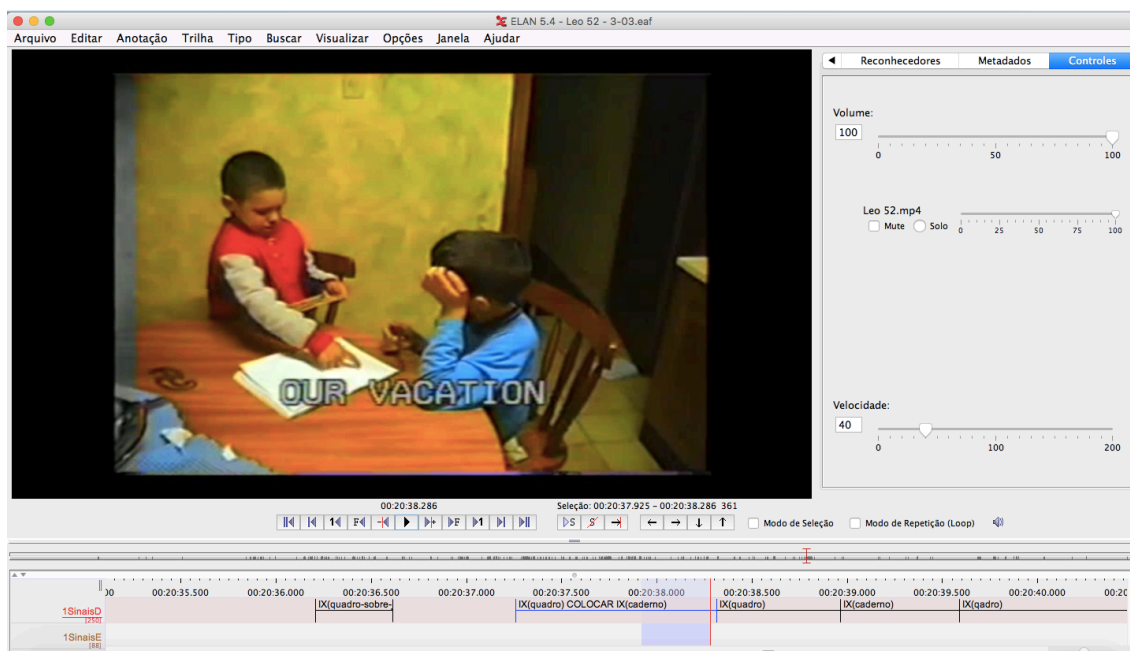 ELAN 5.4 - Leo 52 - 3-03.eaf
Arquivo Editar Anotação Trilha Tipo Buscar Visualizar Opções Janela Ajudar
Reconhecedores Metadados Controles
Volume:
100
0 50 100
Leo 52.mp4
Mute Solo
0 25 50 75 100
OUR VACATION
Velocidade:
40
0 100 200
00:20:38.286
Seleção: 00:20:37.925 - 00:20:38.286 361
Modo de Seleção Modo de Repetição (Loop)
00 00:20:35.500 00:20:36.000 00:20:36.500 00:20:37.000 00:20:37.500 00:20:38.000 00:20:38.500 00:20:39.000 00:20:39.500 00:20:40.000 00:20
1SinaisD
[250]
IX(quadro-sobre- IX(quadro) COLOCAR IX(caderno) IX(quadro) IX(caderno) IX(qadro)
1SinaisE
[88]